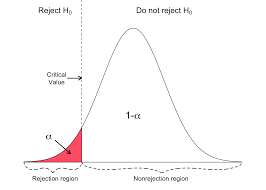 Reject H₀
Do not reject H₀
Critical
Value
α
1-α
Rejection region
Nonrejection region